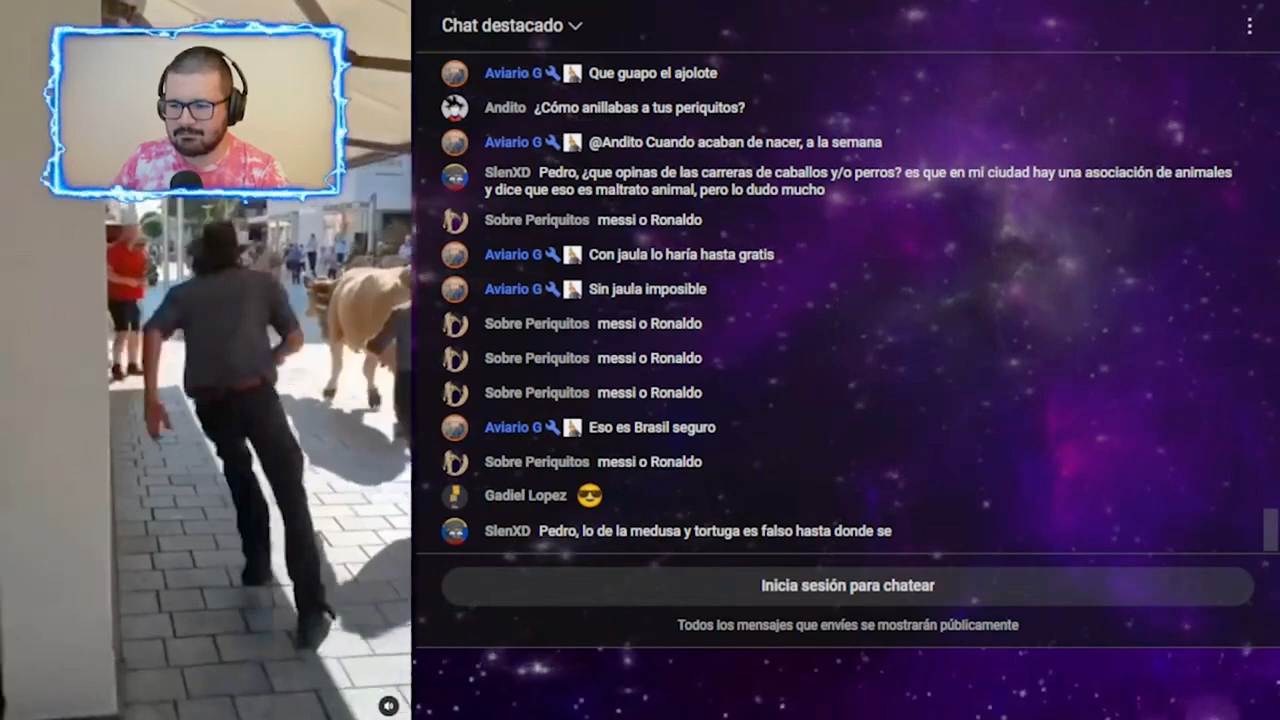 Chat destacado
Aviario G Que guapo el ajolote
Andito ¿Cómo anillabas a tus periquitos?
Aviario G @Andito Cuando acaban de nacer, a la semana
SlenXD Pedro, ¿que opinas de las carreras de caballos y/o perros? es que en mi ciudad hay una asociación de animales
y dice que eso es maltrato animal, pero lo dudo mucho
Sobre Periquitos messi o Ronaldo
Aviario G Con jaula lo haría hasta gratis
Aviario G Sin jaula imposible
Sobre Periquitos messi o Ronaldo
Sobre Periquitos messi o Ronaldo
Sobre Periquitos messi o Ronaldo
Aviario G Eso es Brasil seguro
Sobre Periquitos messi o Ronaldo
Gadiel Lopez
SlenXD Pedro, lo de la medusa y tortuga es falso hasta donde se
Inicia sesión para chatear
Todos los mensajes que envíes se mostrarán públicamente